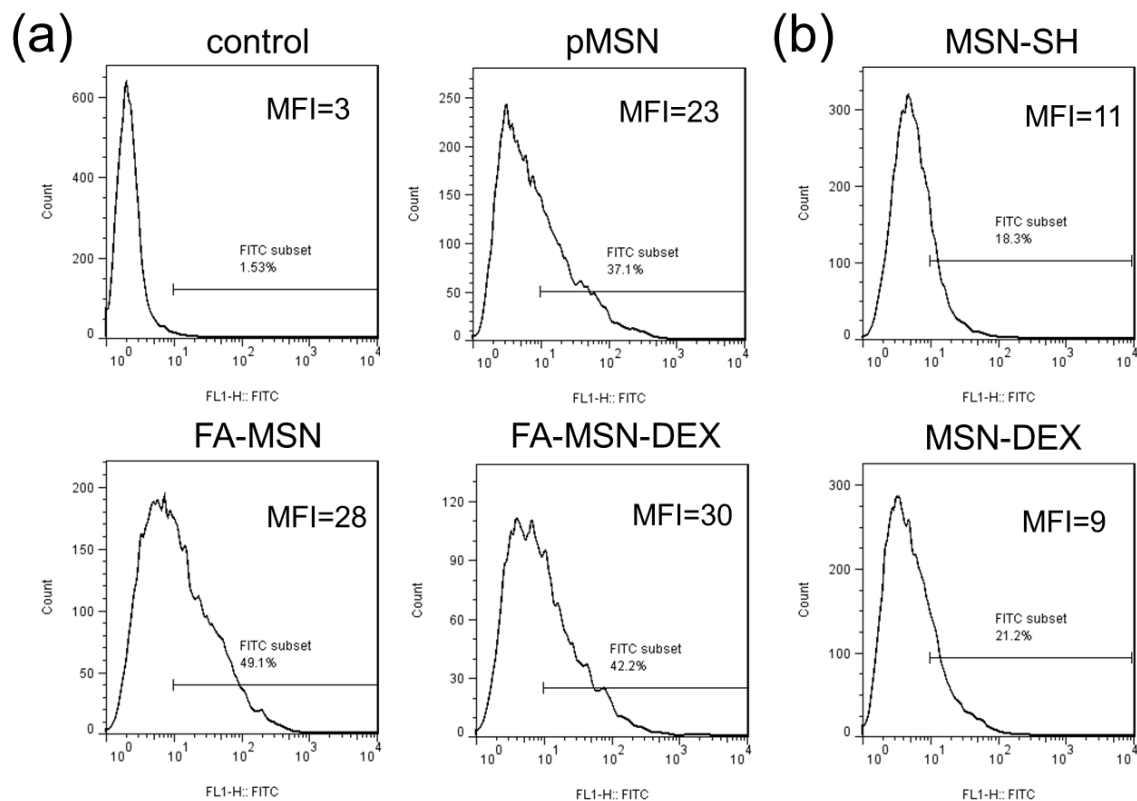 (a)
control
MFI=3
FITC subset
1.53%
600
400
200
0
Count
10^0 10^1 10^2 10^3 10^4
FL1-H:: FITC
pMSN
MFI=23
FITC subset
37.1%
250
200
150
100
50
0
Count
10^0 10^1 10^2 10^3 10^4
FL1-H:: FITC
(b)
MSN-SH
MFI=11
FITC subset
18.3%
300
200
100
0
Count
10^0 10^1 10^2 10^3 10^4
FL1-H:: FITC
FA-MSN
MFI=28
FITC subset
49.1%
200
150
100
50
0
Count
10^0 10^1 10^2 10^3 10^4
FL1-H:: FITC
FA-MSN-DEX
MFI=30
FITC subset
42.2%
120
90
60
30
0
Count
10^0 10^1 10^2 10^3 10^4
FL1-H:: FITC
MSN-DEX
MFI=9
FITC subset
21.2%
300
200
100
0
Count
10^0 10^1 10^2 10^3 10^4
FL1-H:: FITC